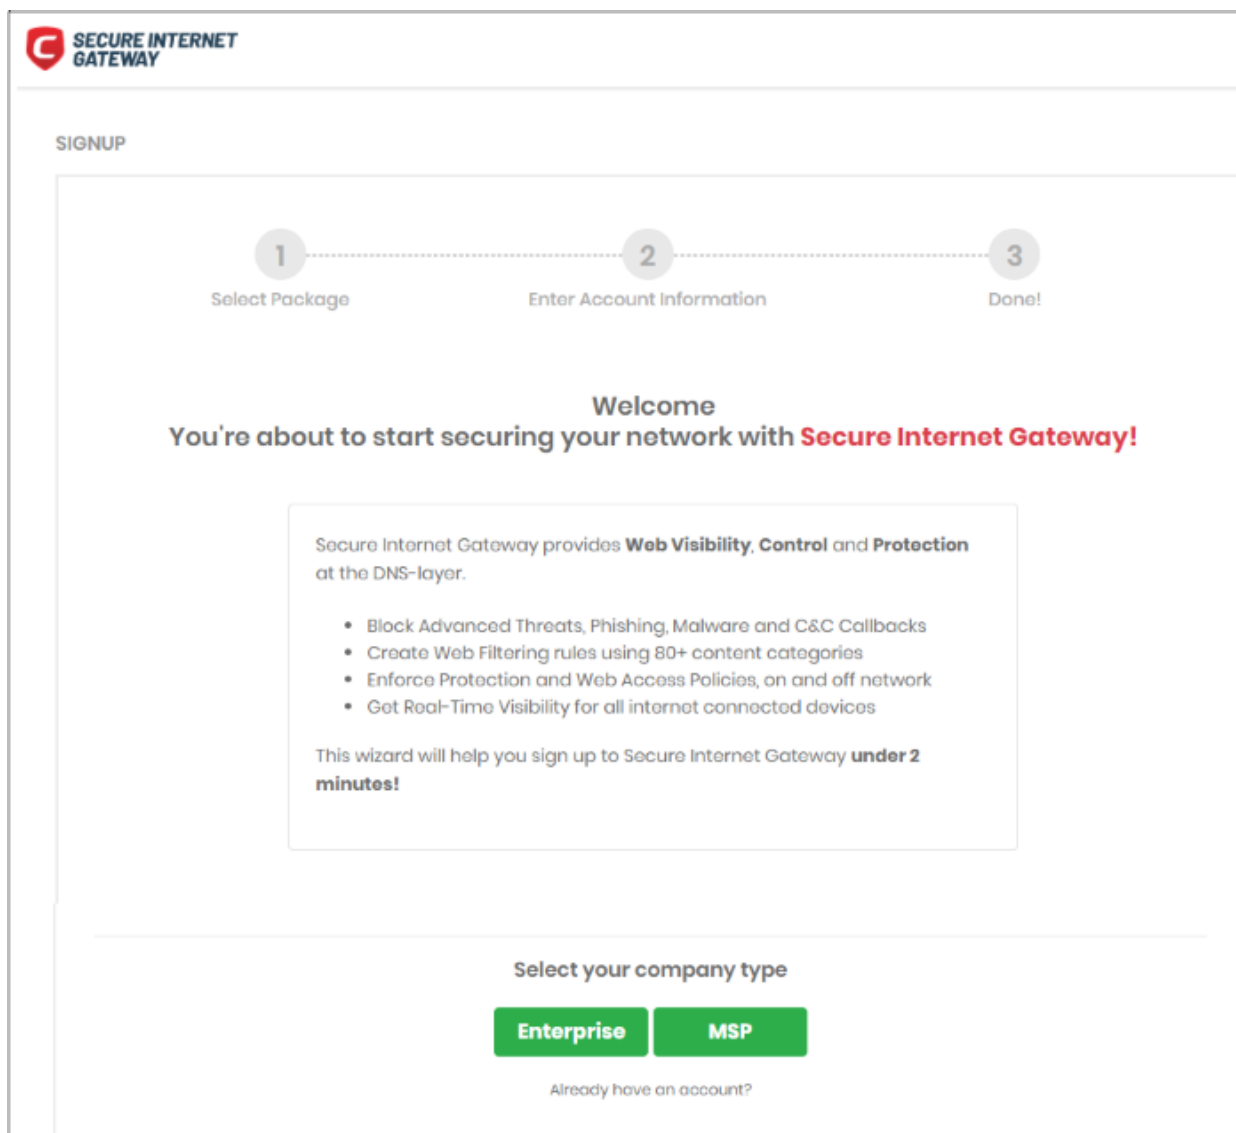 SECURE INTERNET
GATEWAY
SIGNUP
1
2
3
Select Package
Enter Account Information
Done!
Welcome
You're about to start securing your network with Secure Internet Gateway!
Secure Internet Gateway provides Web Visibility, Control and Protection
at the DNS-layer.
• Block Advanced Threats, Phishing, Malware and C&C Callbacks
• Create Web Filtering rules using 80+ content categories
• Enforce Protection and Web Access Policies, on and off network
• Get Real-Time Visibility for all internet connected devices
This wizard will help you sign up to Secure Internet Gateway under 2
minutes!
Select your company type
Enterprise
MSP
Already have an account?